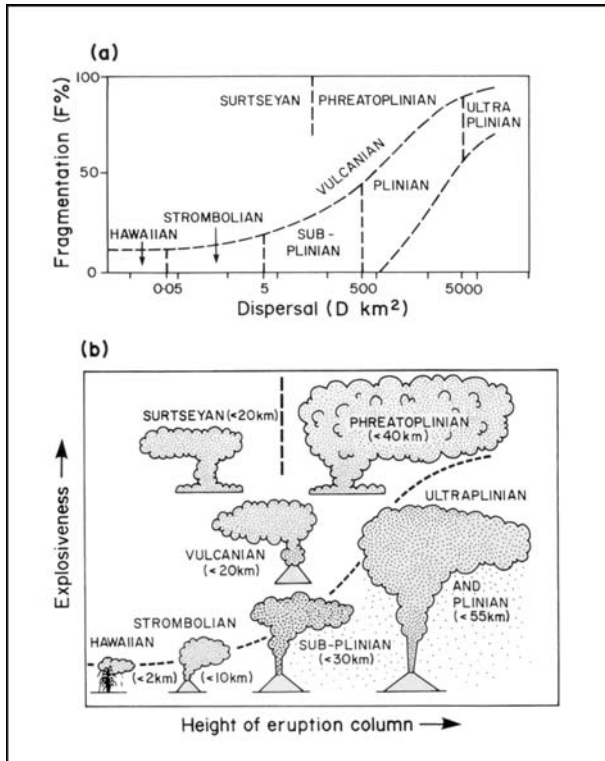 (a)
100
50
0
Fragmentation (F%)
SURTSEYAN
PHREATOPLINIAN
ULTRA
PLINIAN
VULCANIAN
PLINIAN
STROMBOLIAN
HAWAIIAN
SUB-
PLINIAN
0·05
5
500
5000
Dispersal (D km²)
(b)
Explosiveness
SURTSEYAN (<20km)
PHREATOPLINIAN
(<40km)
ULTRAPLINIAN
AND
PLINIAN
(<55km)
VULCANIAN
(<20km)
STROMBOLIAN
(<10km)
SUB-PLINIAN
(<30km)
HAWAIIAN
(<2km)
Height of eruption column